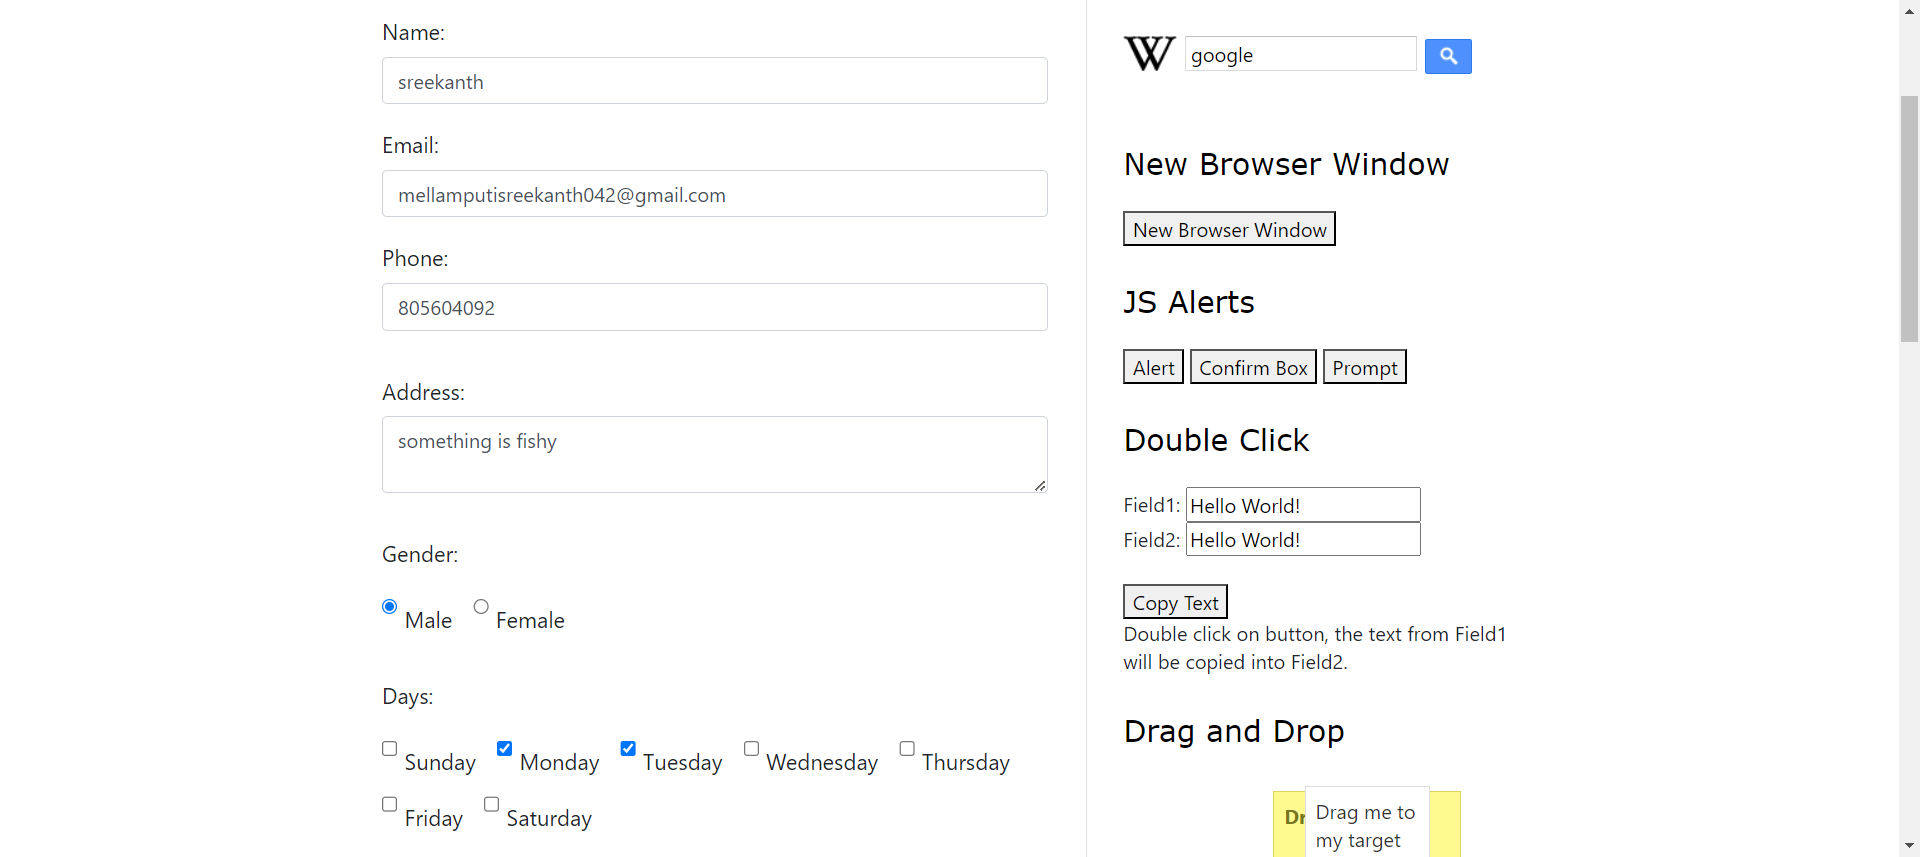 Name:
sreekanth
Email:
mellamputisreekanth042@gmail.com
Phone:
805604092
Address:
something is fishy
Gender:
Male Female
Days:
Sunday Monday Tuesday Wednesday Thursday
Friday Saturday
W google
New Browser Window
New Browser Window
JS Alerts
Alert Confirm Box Prompt
Double Click
Field1: Hello World!
Field2: Hello World!
Copy Text
Double click on button, the text from Field1
will be copied into Field2.
Drag and Drop
Drag me to
my target